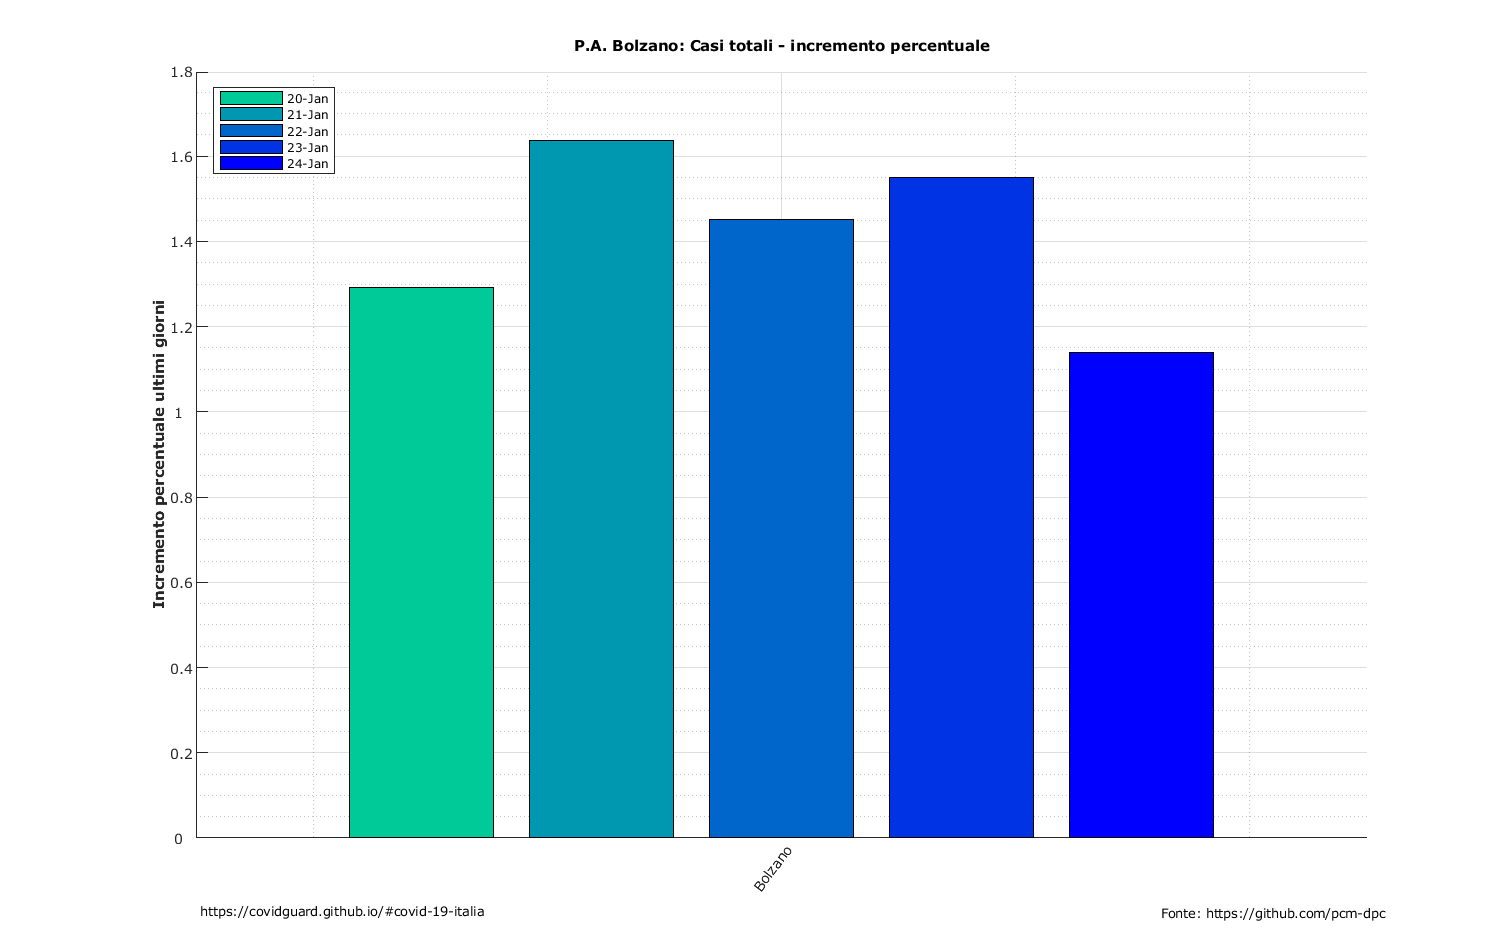 P.A. Bolzano: Casi totali - incremento percentuale
1.8
1.6
1.4
1.2
1
0.8
0.6
0.4
0.2
0
20-Jan
21-Jan
22-Jan
23-Jan
24-Jan
Incremento percentuale ultimi giorni
Bolzano
https://covidguard.github.io/#covid-19-italia
Fonte: https://github.com/pcm-dpc